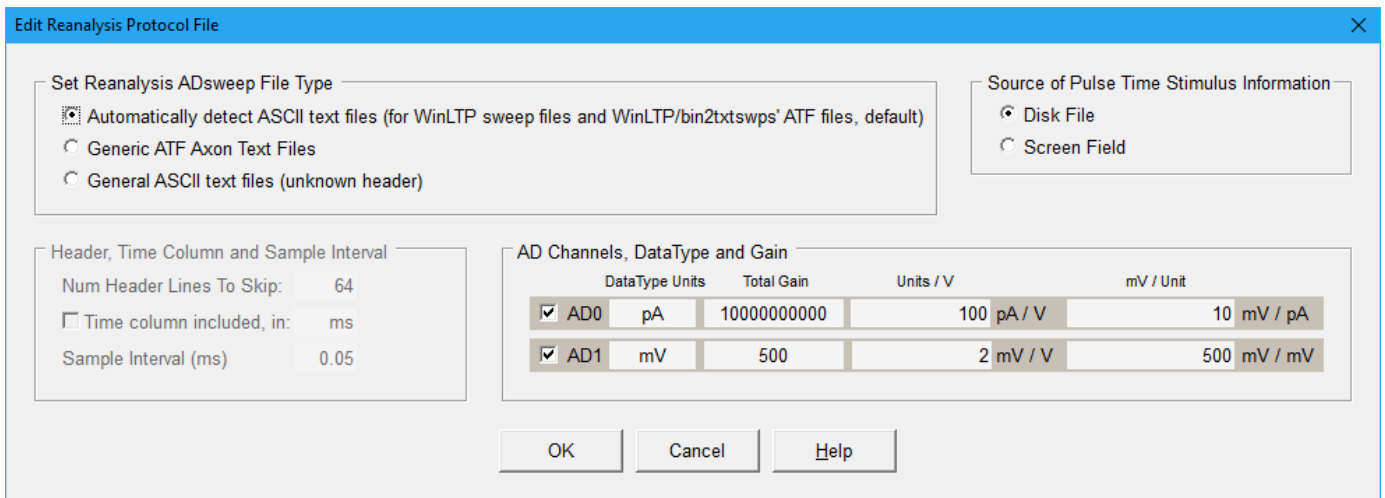 Edit Reanalysis Protocol File
Set Reanalysis ADsweep File Type
Automatically detect ASCII text files (for WinLTP sweep files and WinLTP/bin2txtswps' ATF files, default)
Generic ATF Axon Text Files
General ASCII text files (unknown header)
Source of Pulse Time Stimulus Information
Disk File
Screen Field
Header, Time Column and Sample Interval
Num Header Lines To Skip: 64
Time column included, in: ms
Sample Interval (ms) 0.05
AD Channels, DataType and Gain
DataType Units Total Gain Units / V mV / Unit
AD0 pA 10000000000 100 pA / V 10 mV / pA
AD1 mV 500 2 mV / V 500 mV / mV
OK Cancel Help